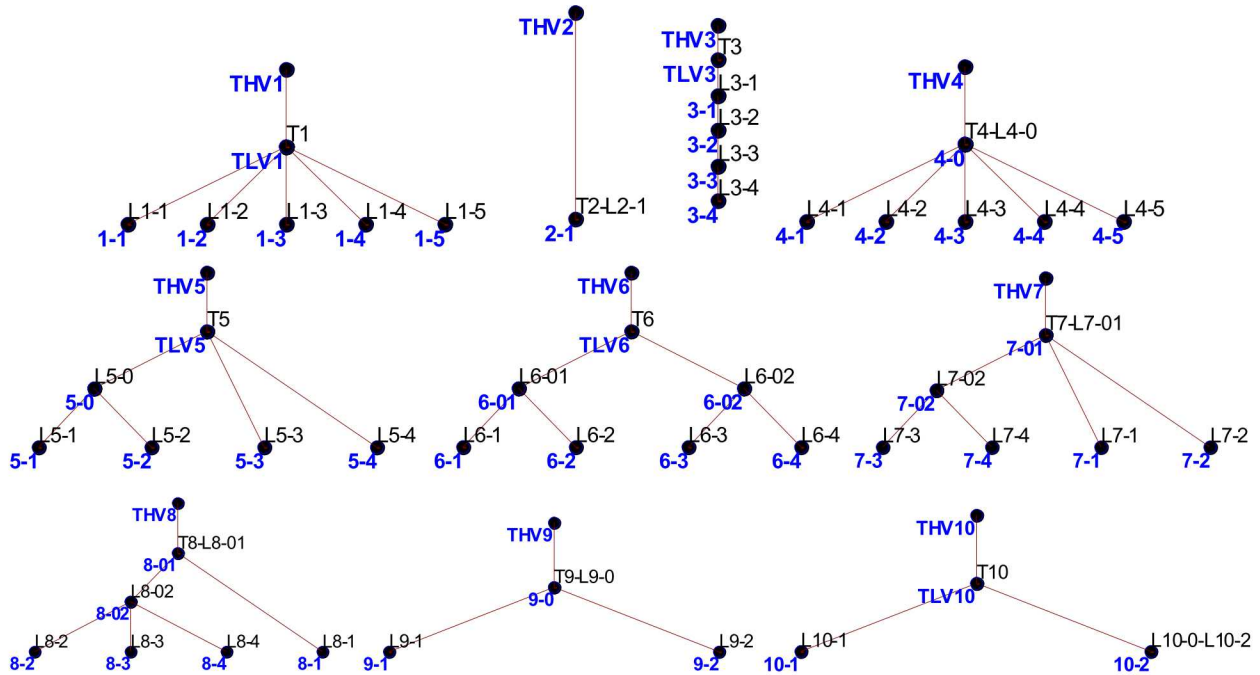 THV1
T1
TLV1
L1-1
L1-2
L1-3
L1-4
L1-5
1-1
1-2
1-3
1-4
1-5
THV2
T2-L2-1
2-1
THV3
T3
TLV3
L3-1
3-1
L3-2
3-2
L3-3
3-3
L3-4
3-4
THV4
T4-L4-0
4-0
L4-1
L4-2
L4-3
L4-4
L4-5
4-1
4-2
4-3
4-4
4-5
THV5
T5
TLV5
L5-0
5-0
L5-1
L5-2
L5-3
L5-4
5-1
5-2
5-3
5-4
THV6
T6
TLV6
L6-01
L6-02
6-01
6-02
L6-1
L6-2
L6-3
L6-4
6-1
6-2
6-3
6-4
THV7
T7-L7-01
7-01
L7-02
7-02
L7-3
L7-4
L7-1
L7-2
7-3
7-4
7-1
7-2
THV8
T8-L8-01
8-01
L8-02
8-02
L8-2
L8-3
L8-4
L8-1
8-2
8-3
8-4
8-1
THV9
T9-L9-0
9-0
L9-1
L9-2
9-1
9-2
THV10
T10
TLV10
L10-1
L10-0-L10-2
10-1
10-2